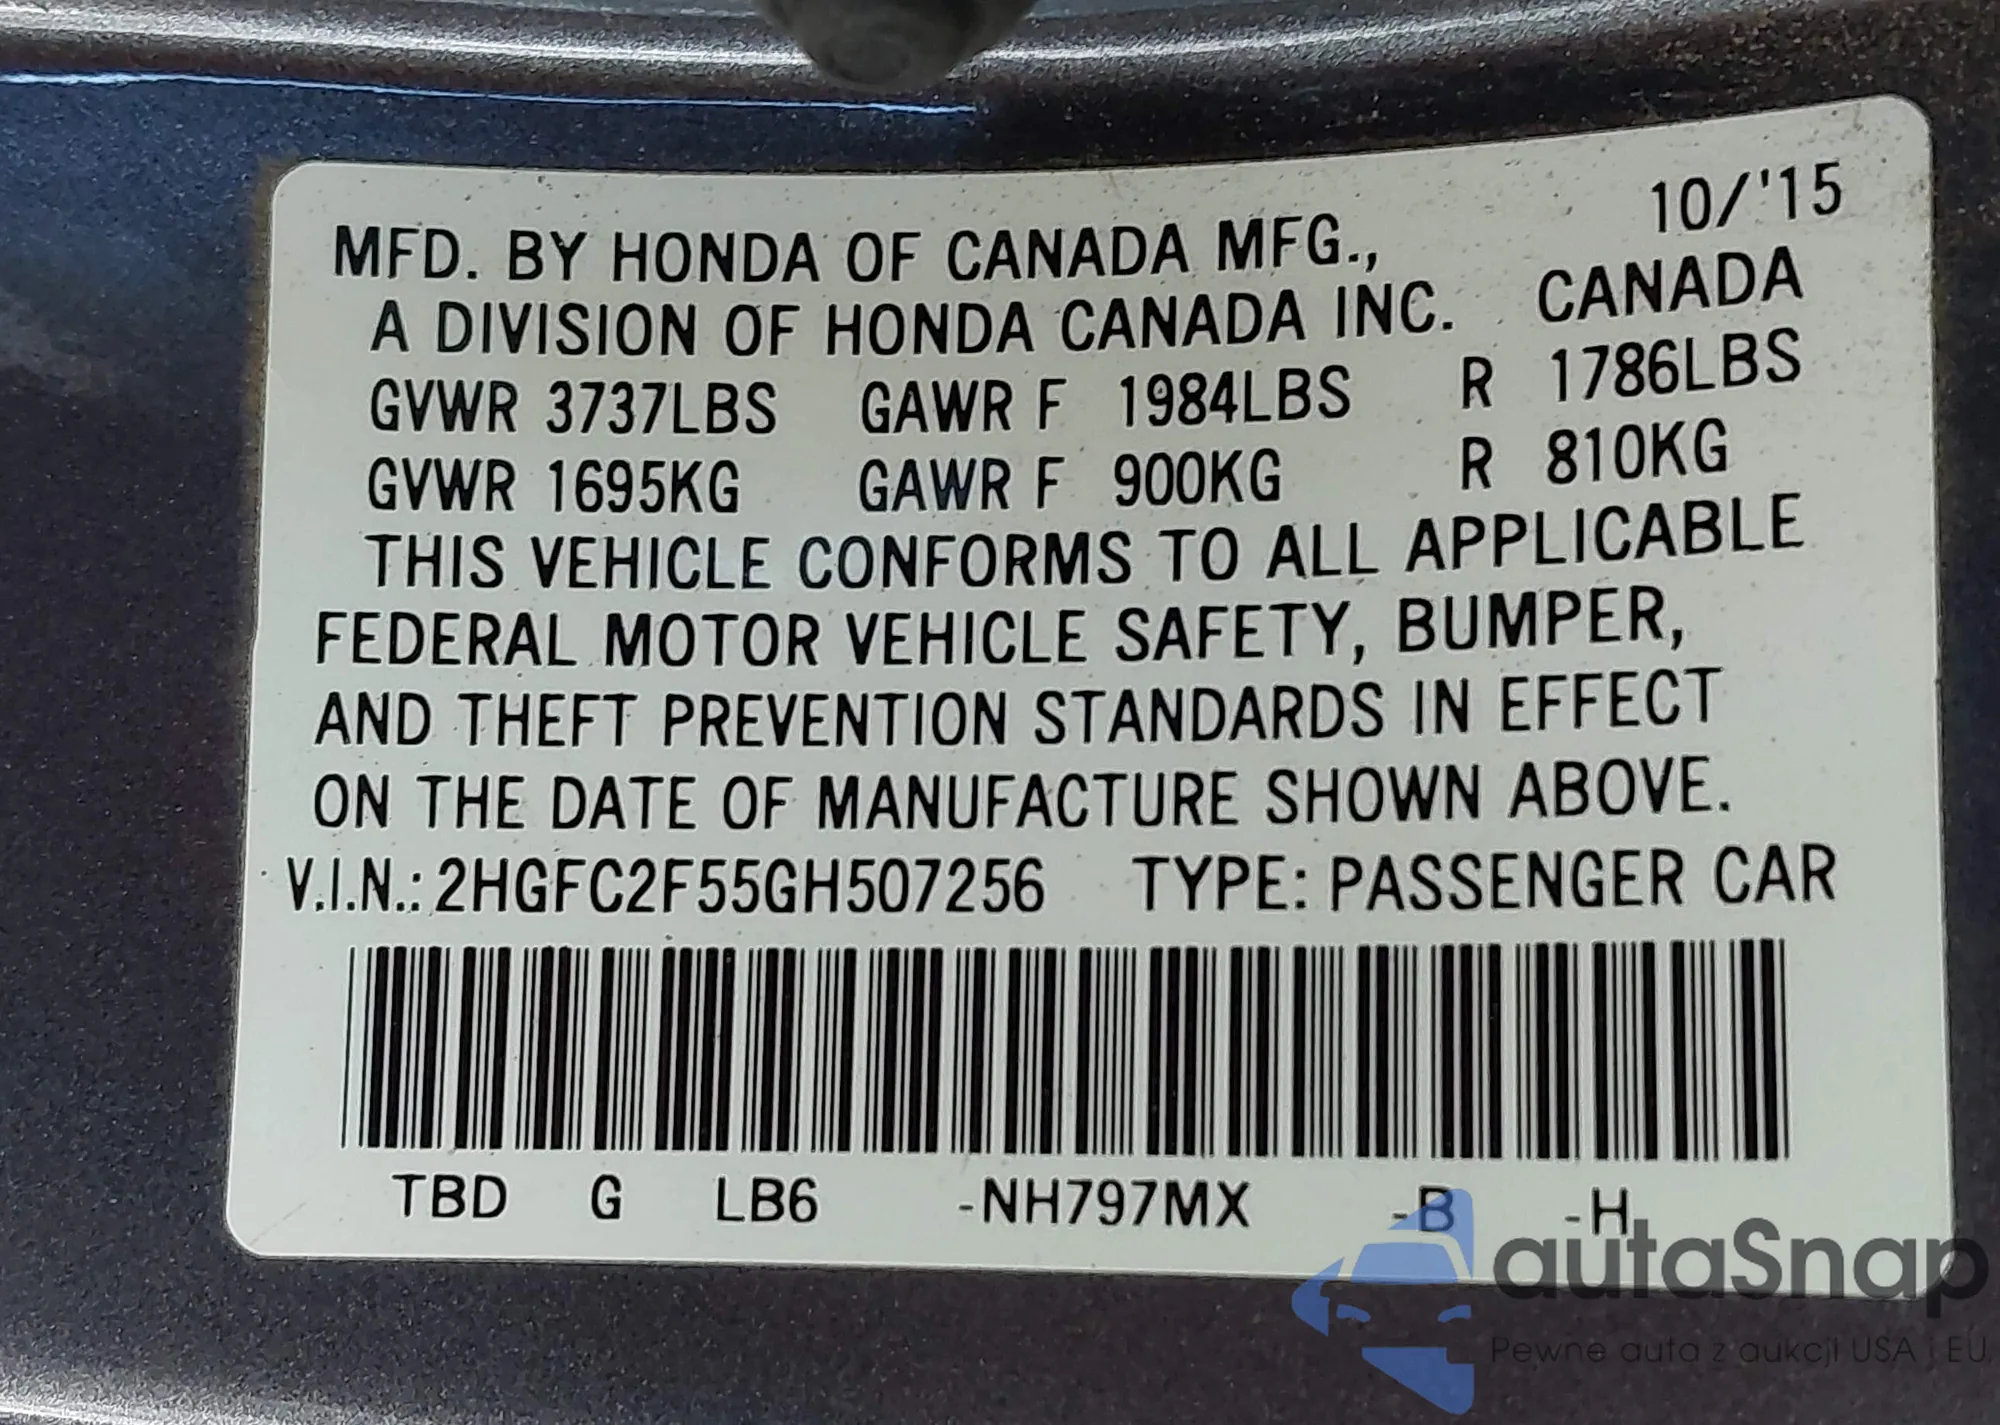 10/'15
MFD. BY HONDA OF CANADA MFG.,
A DIVISION OF HONDA CANADA INC. CANADA
GVWR 3737LBS GAWR F 1984LBS R 1786LBS
GVWR 1695KG GAWR F 900KG R 810KG
THIS VEHICLE CONFORMS TO ALL APPLICABLE
FEDERAL MOTOR VEHICLE SAFETY, BUMPER,
AND THEFT PREVENTION STANDARDS IN EFFECT
ON THE DATE OF MANUFACTURE SHOWN ABOVE.
V.I.N.: 2HGFC2F55GH507256 TYPE: PASSENGER CAR
TBD G LB6 -NH797MX -B -H
autaSnap
Pewne auta z aukcji USA i EU